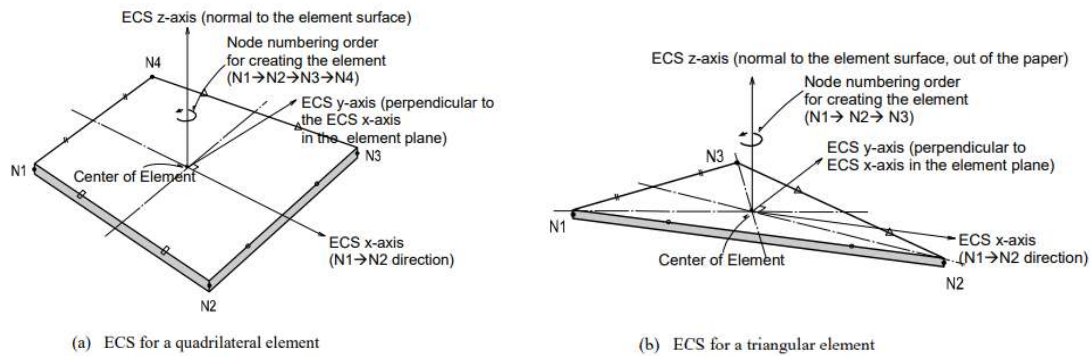 ECS z-axis (normal to the element surface)
Node numbering order
for creating the element
(N1→N2→N3→N4)
N4
ECS y-axis (perpendicular to
the ECS x-axis
in the element plane)
N3
N1
Center of Element
ECS x-axis
(N1→N2 direction)
N2
(a) ECS for a quadrilateral element
ECS z-axis (normal to the element surface, out of the paper)
Node numbering order
for creating the element
(N1→ N2→ N3)
ECS y-axis (perpendicular to
ECS x-axis in the element plane)
N3
N1
ECS x-axis
(N1→N2 direction)
Center of Element
N2
(b) ECS for a triangular element